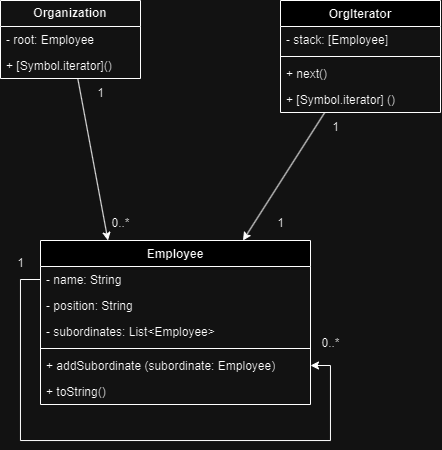 Organization
- root: Employee
+ [Symbol.iterator]()
OrgIterator
- stack: [Employee]
+ next()
+ [Symbol.iterator] ()
1
1
0..*
1
Employee
1
- name: String
- position: String
- subordinates: List<Employee>
0..*
+ addSubordinate (subordinate: Employee)
+ toString()